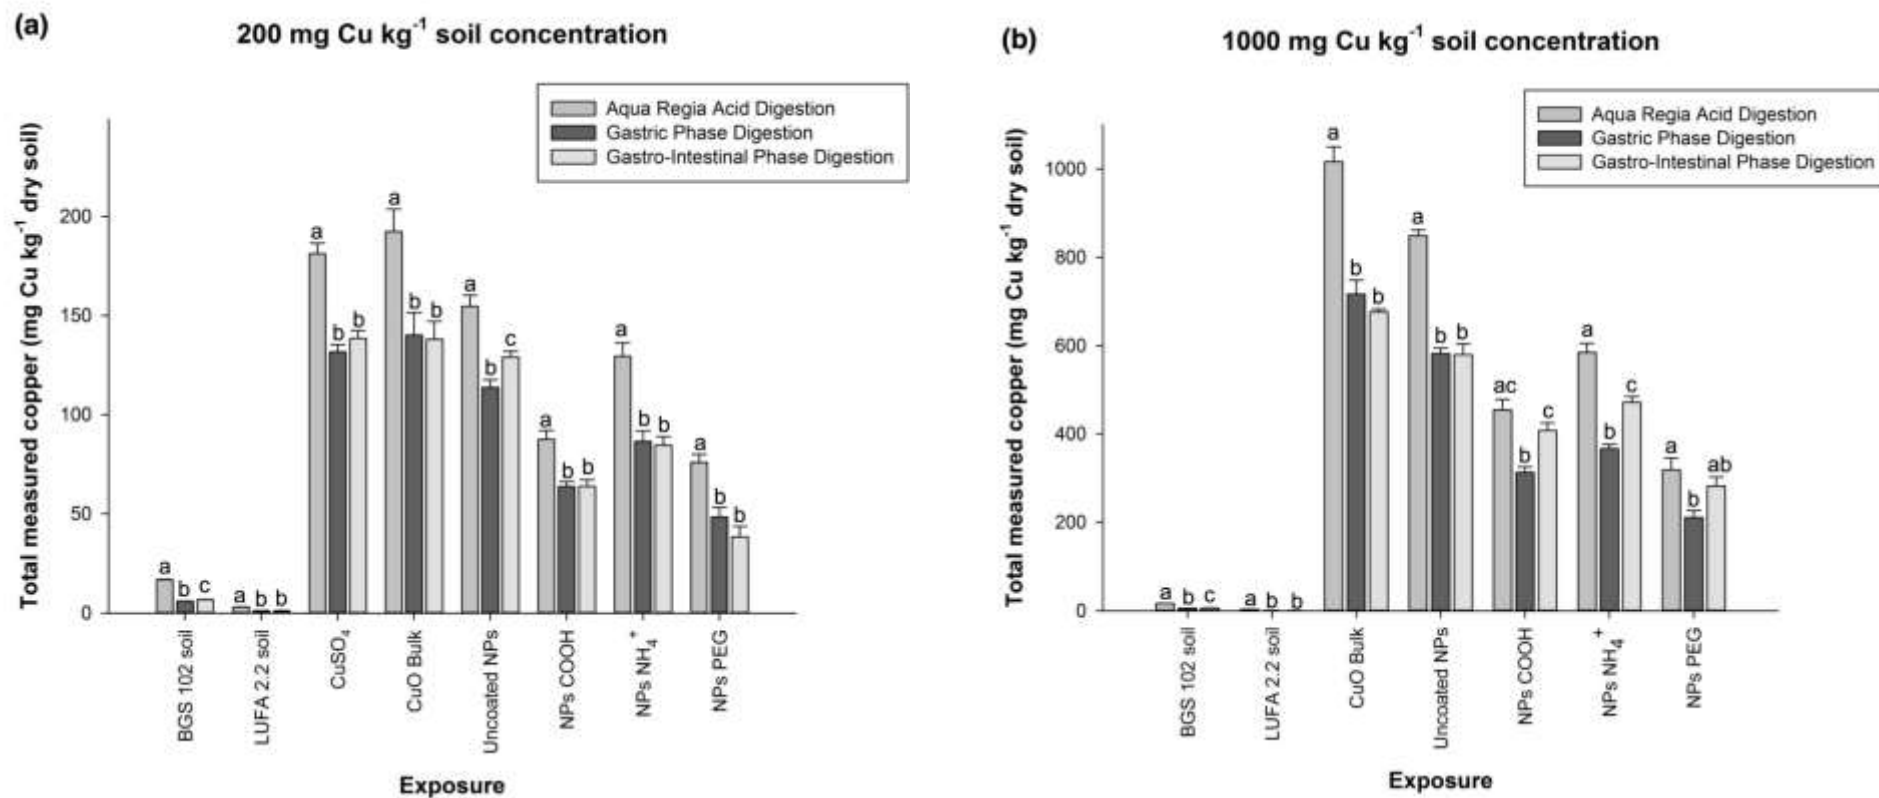 (a)
200 mg Cu kg⁻¹ soil concentration
Aqua Regia Acid Digestion
Gastric Phase Digestion
Gastro-Intestinal Phase Digestion
Total measured copper (mg Cu kg⁻¹ dry soil)
200
150
100
50
0
a b c
a b b
a b b
a b b
a b c
a b b
a b b
a b b
BGS 102 soil
LUFA 2.2 soil
CuSO₄
CuO Bulk
Uncoated NPs
NPs COOH
NPs NH₄⁺
NPs PEG
Exposure
(b)
1000 mg Cu kg⁻¹ soil concentration
Aqua Regia Acid Digestion
Gastric Phase Digestion
Gastro-Intestinal Phase Digestion
Total measured copper (mg Cu kg⁻¹ dry soil)
1000
800
600
400
200
0
a b c
a b b
a b b
a b b
ac b c
a b c
a b ab
BGS 102 soil
LUFA 2.2 soil
CuO Bulk
Uncoated NPs
NPs COOH
NPs NH₄⁺
NPs PEG
Exposure